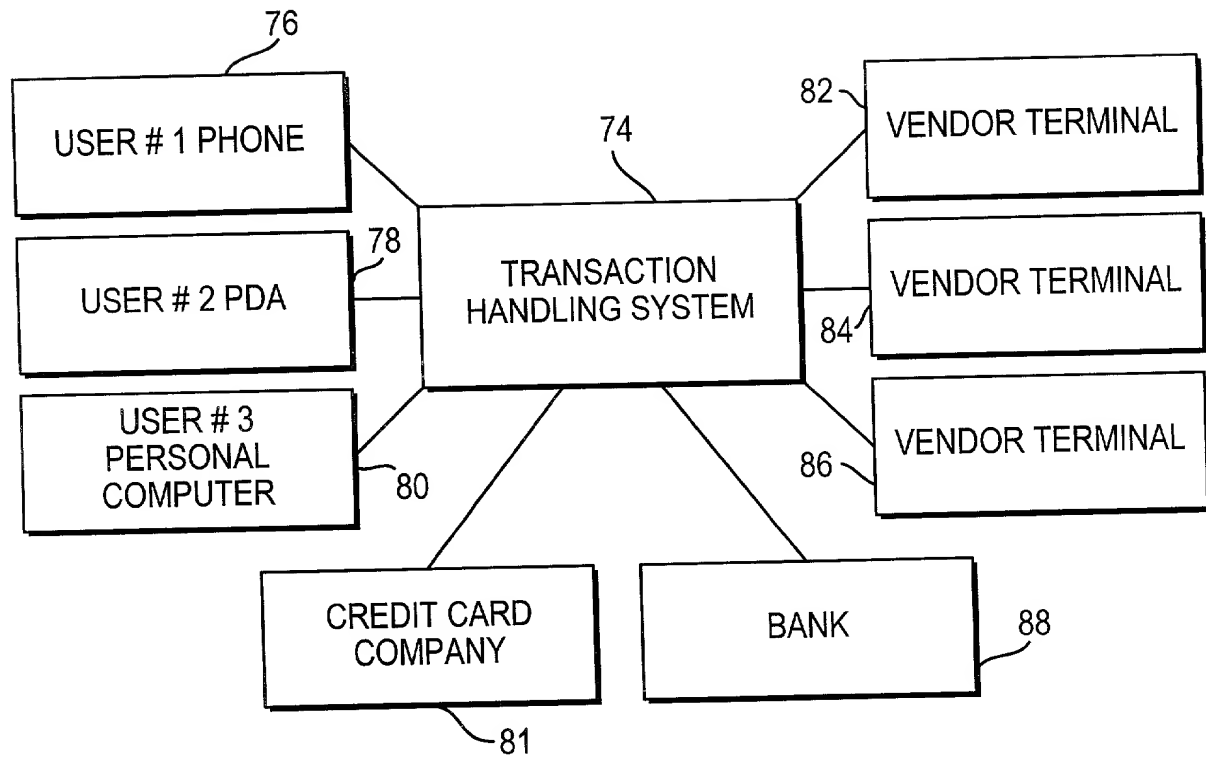 76
USER # 1 PHONE
78
USER # 2 PDA
USER # 3
PERSONAL
COMPUTER
80
74
TRANSACTION
HANDLING SYSTEM
82
VENDOR TERMINAL
VENDOR TERMINAL
84
VENDOR TERMINAL
86
CREDIT CARD
COMPANY
81
BANK
88